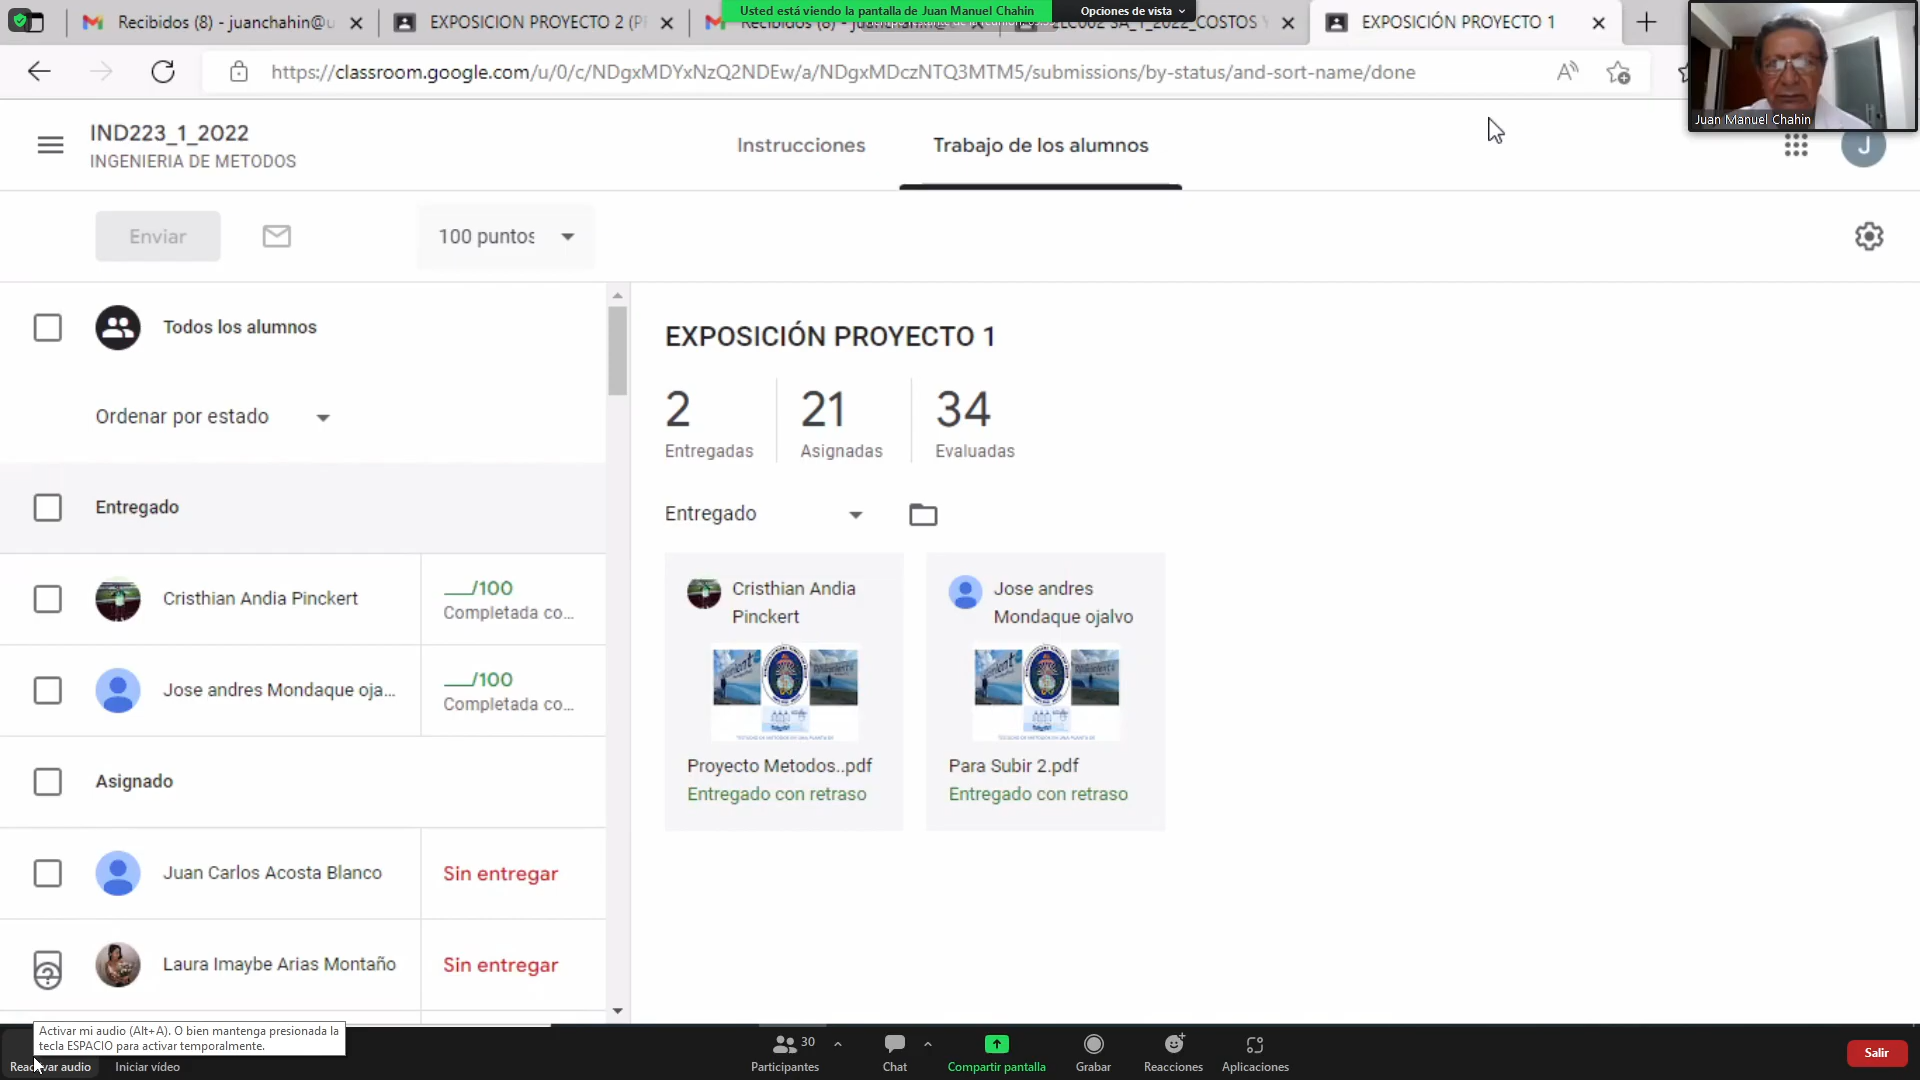 Recibidos (8) - juanchahin@u
EXPOSICION PROYECTO 2 (P
Usted está viendo la pantalla de Juan Manuel Chahin
Opciones de vista
EXPOSICIÓN PROYECTO 1
https://classroom.google.com/u/0/c/NDgxMDYxNzQ2NDEw/a/NDgxMDczNTQ3MTM5/submissions/by-status/and-sort-name/done
Juan Manuel Chahin
IND223_1_2022
INGENIERIA DE METODOS
Instrucciones
Trabajo de los alumnos
J
Enviar
100 puntos
Todos los alumnos
Ordenar por estado
EXPOSICIÓN PROYECTO 1
2
Entregadas
21
Asignadas
34
Evaluadas
Entregado
Entregado
Cristhian Andia Pinckert
___/100
Completada co...
Jose andres Mondaque oja...
___/100
Completada co...
Cristhian Andia
Pinckert
Proyecto Metodos..pdf
Entregado con retraso
Jose andres
Mondaque ojalvo
Para Subir 2.pdf
Entregado con retraso
Asignado
Juan Carlos Acosta Blanco
Sin entregar
Laura Imaybe Arias Montaño
Sin entregar
Activar mi audio (Alt+A). O bien mantenga presionada la
tecla ESPACIO para activar temporalmente.
Reactivar audio
Iniciar vídeo
30
Participantes
Chat
Compartir pantalla
Grabar
Reacciones
Aplicaciones
Salir